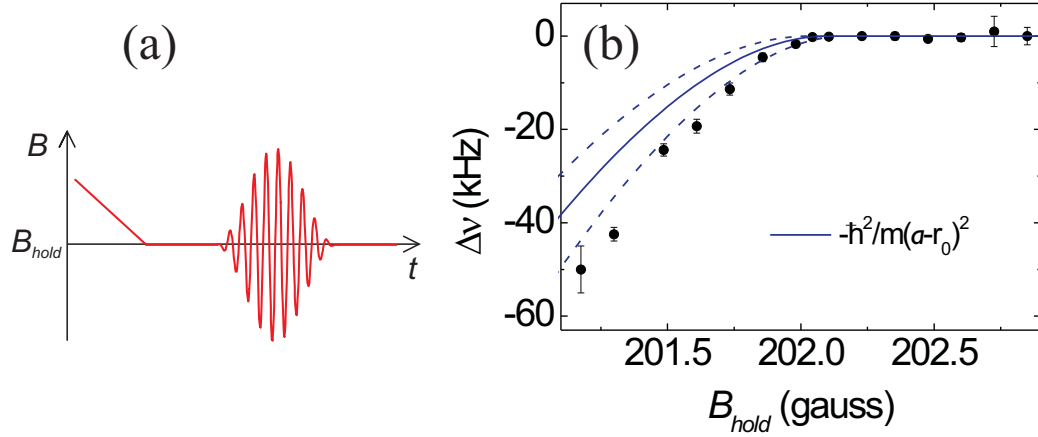 (a)
B
B_hold
t
(b)
Δν (kHz)
0
-20
-40
-60
-ħ²/m(a-r₀)²
201.5 202.0 202.5
B_hold (gauss)